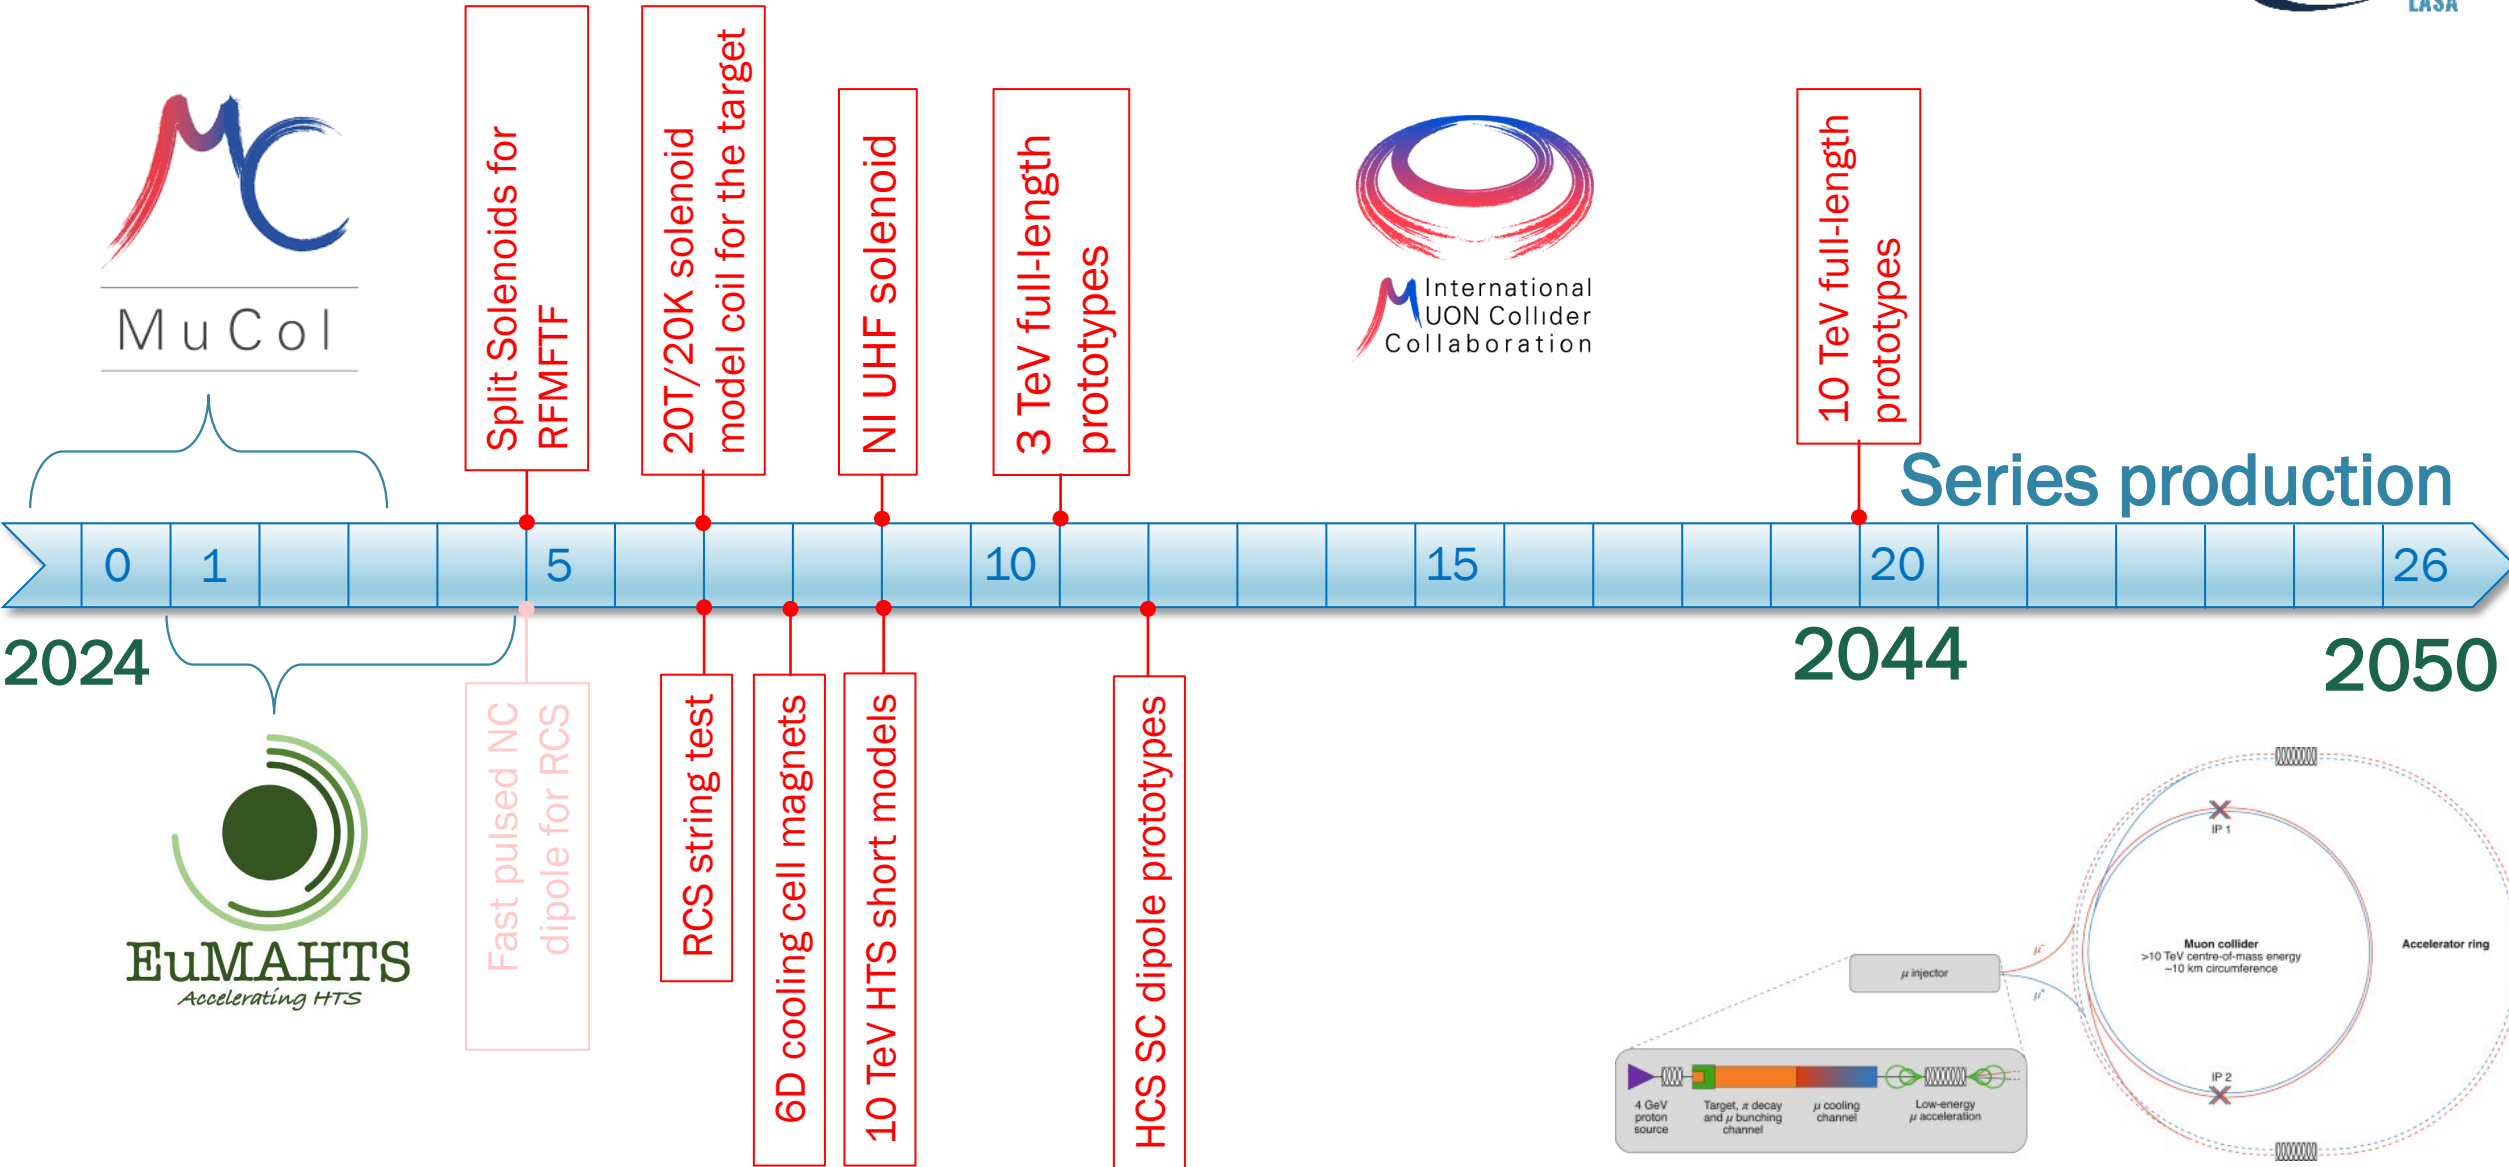 LASA
MuCol
Split Solenoids for
RFMFTF
20T/20K solenoid
model coil for the target
NI UHF solenoid
3 TeV full-length
prototypes
International
MUON Collider
Collaboration
10 TeV full-length
prototypes
Series production
0
1
5
10
15
20
26
2024
2044
2050
EuMAHTS
Accelerating HTS
Fast pulsed NC
dipole for RCS
RCS string test
6D cooling cell magnets
10 TeV HTS short models
HCS SC dipole prototypes
IP 1
Muon collider
>10 TeV centre-of-mass energy
~10 km circumference
Accelerator ring
μ⁻
μ injector
μ⁺
IP 2
4 GeV
proton
source
Target, π decay
and μ bunching
channel
μ cooling
channel
Low-energy
μ acceleration